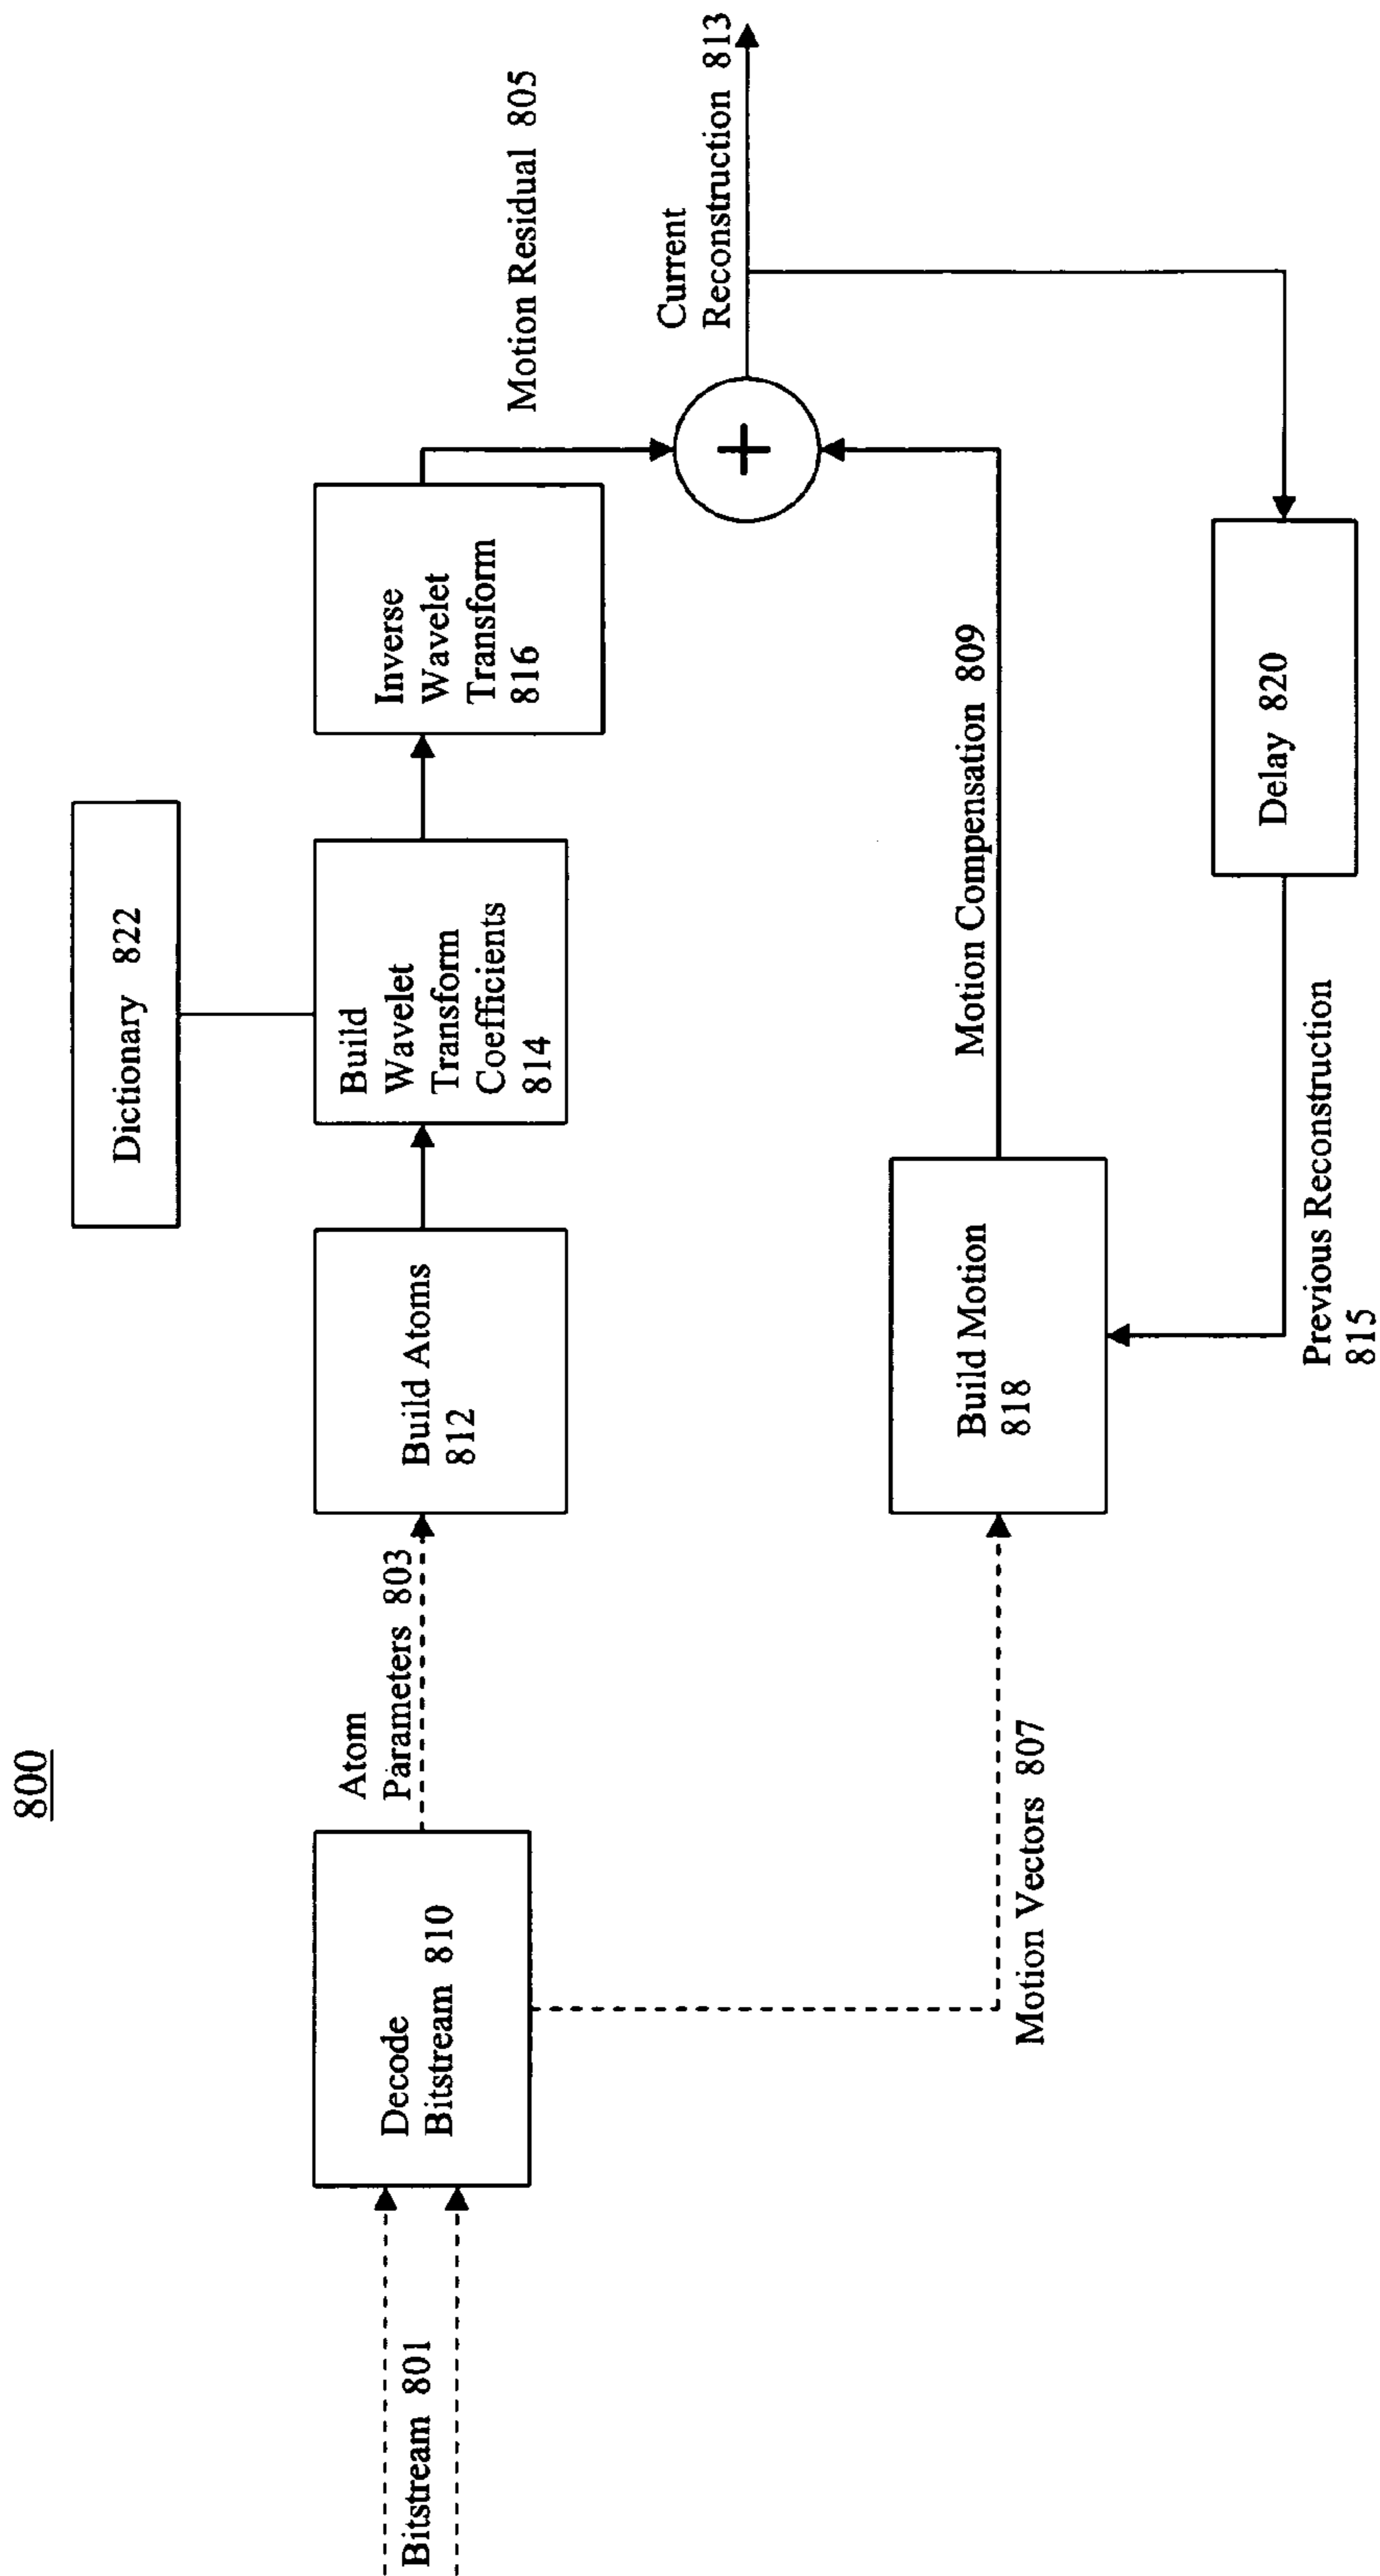 800
Dictionary 822
Atom
Parameters 803
Motion Residual 805
Bitstream 801
Decode
Bitstream 810
Build Atoms
812
Build
Wavelet
Transform
Coefficients
814
Inverse
Wavelet
Transform
816
+
Current
Reconstruction 813
Motion Vectors 807
Build Motion
818
Motion Compensation 809
Delay 820
Previous Reconstruction
815